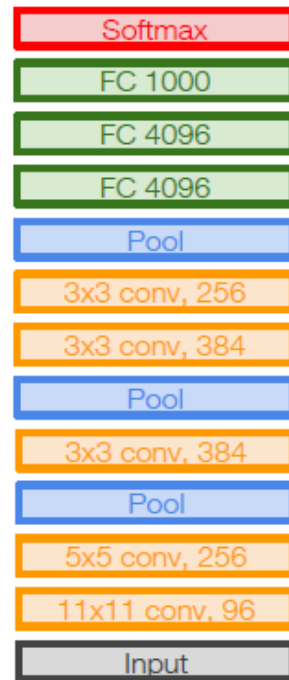 Softmax
FC 1000
FC 4096
FC 4096
Pool
3x3 conv, 256
3x3 conv, 384
Pool
3x3 conv, 384
Pool
5x5 conv, 256
11x11 conv, 96
Input